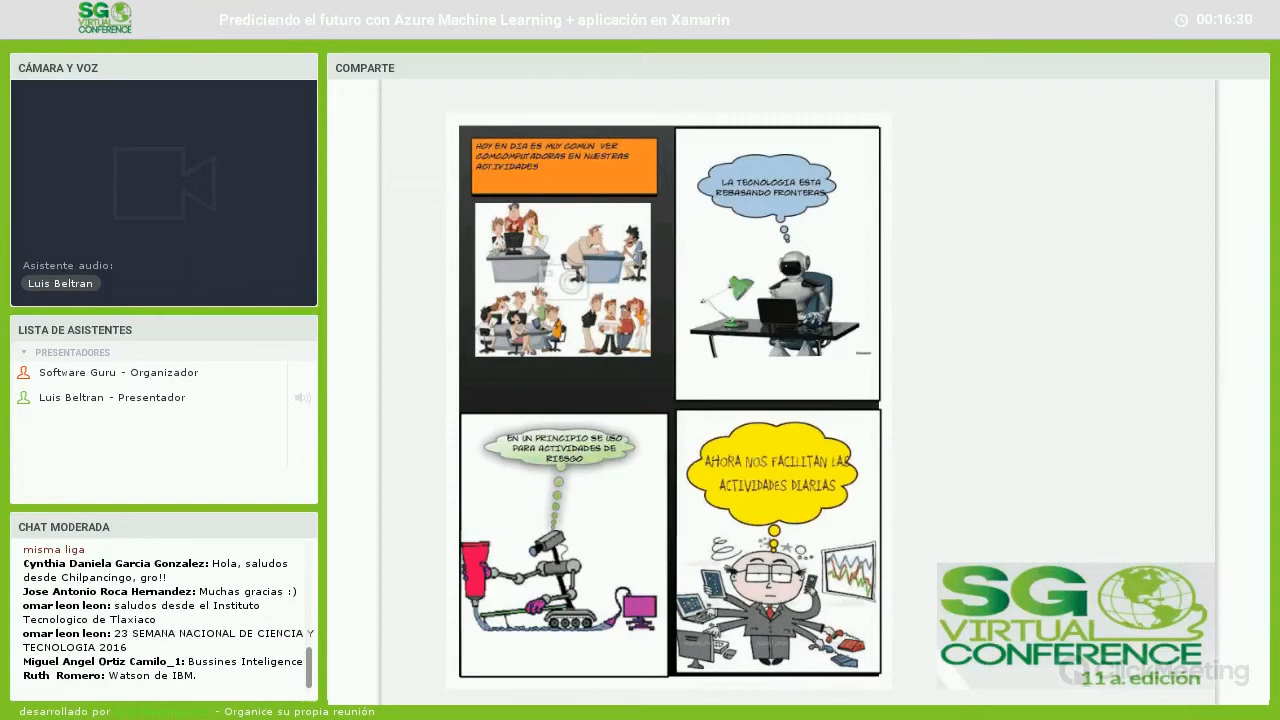 SG
VIRTUAL
CONFERENCE
Prediciendo el futuro con Azure Machine Learning + aplicación en Xamarin
00:16:30
CÁMARA Y VOZ
Asistente audio:
Luis Beltran
LISTA DE ASISTENTES
PRESENTADORES
Software Guru - Organizador
Luis Beltran - Presentador
CHAT MODERADA
misma liga
Cynthia Daniela Garcia Gonzalez: Hola, saludos
desde Chilpancingo, gro!!
Jose Antonio Roca Hernandez: Muchas gracias :)
omar leon leon: saludos desde el Instituto
Tecnologico de Tlaxiaco
omar leon leon: 23 SEMANA NACIONAL DE CIENCIA Y
TECNOLOGIA 2016
Miguel Angel Ortiz Camilo_1: Bussines Inteligence
Ruth Romero: Watson de IBM.
desarrollado por
- Organice su propia reunión
COMPARTE
HOY EN DIA ES MUY COMUN VER
COMCOMPUTADORAS EN NUESTRAS
ACTIVIDADES
LA TECNOLOGIA ESTA
REBASANDO FRONTERAS
EN UN PRINCIPIO SE USO
PARA ACTIVIDADES DE
RIESGO
AHORA NOS FACILITAN LAS
ACTIVIDADES DIARIAS
SG
VIRTUAL
CONFERENCE
11 a. edición
ClickMeeting